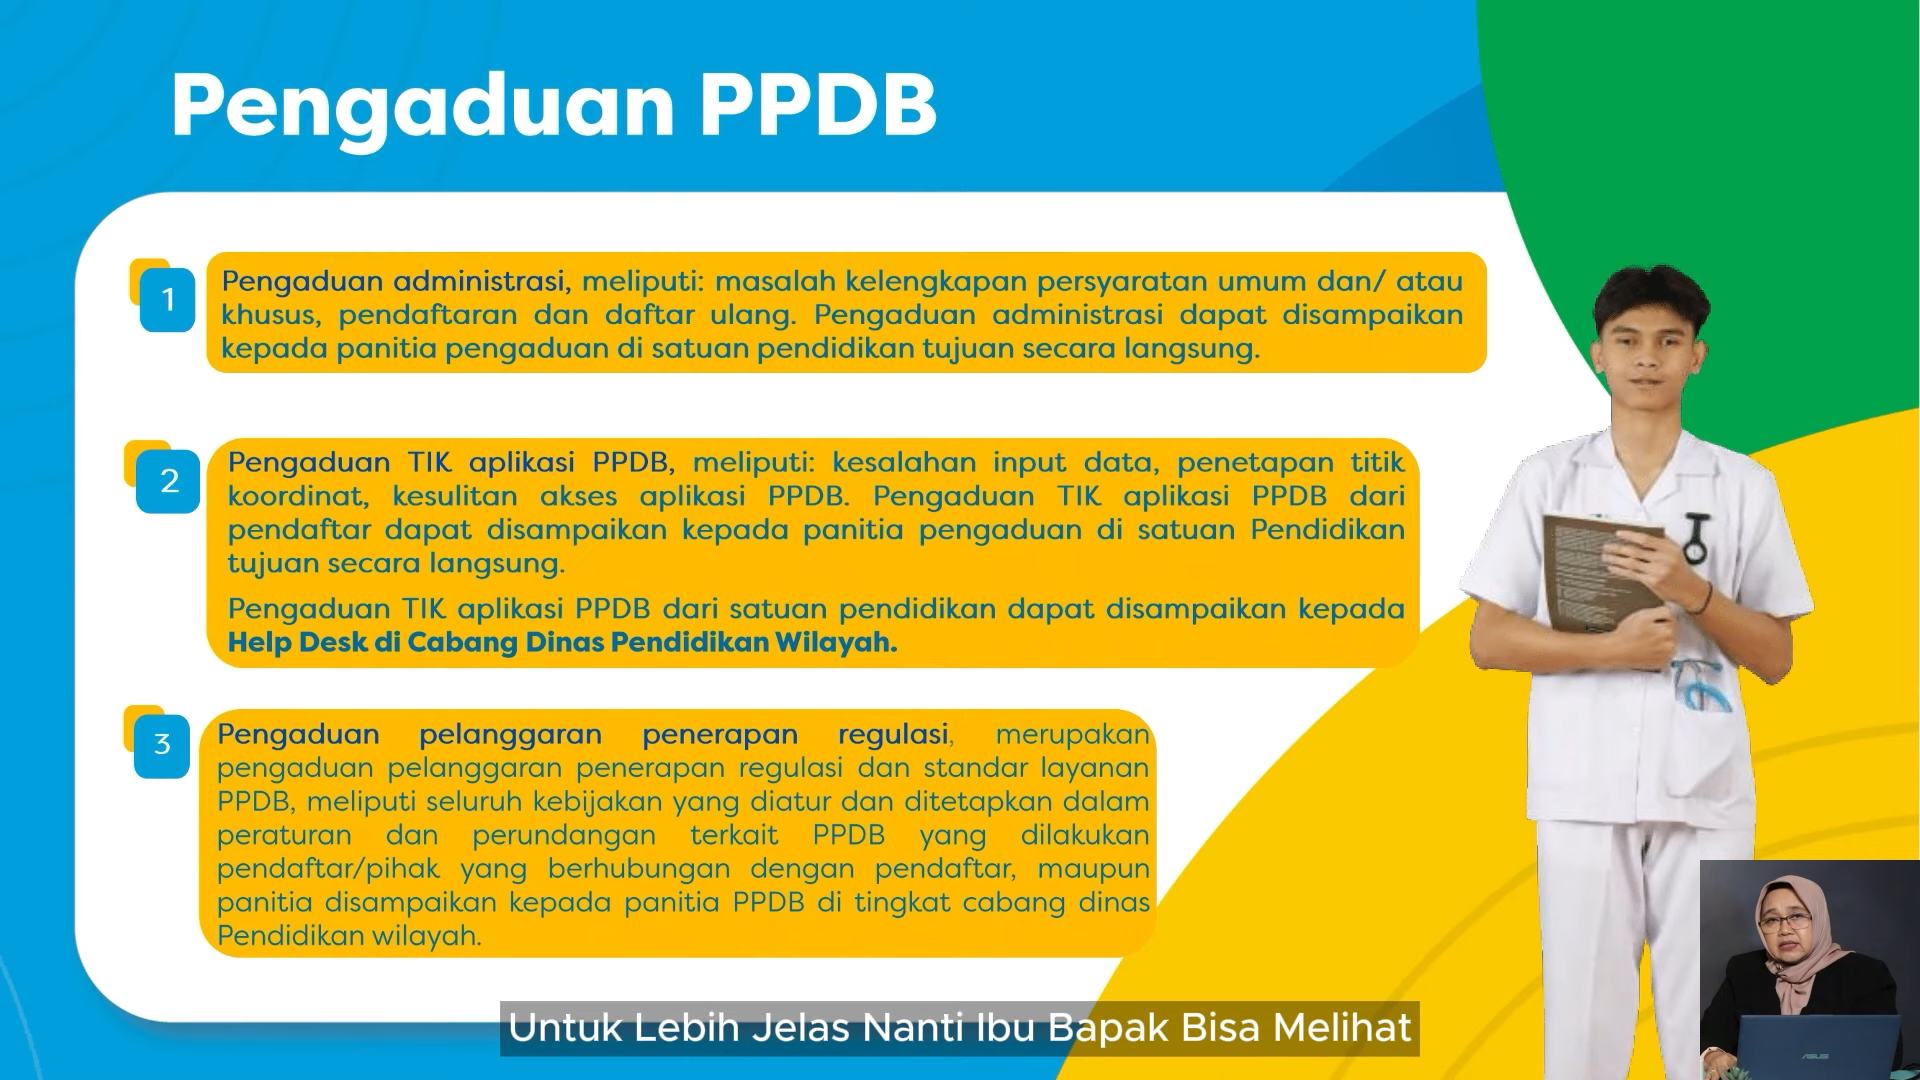 Pengaduan PPDB
1
Pengaduan administrasi, meliputi: masalah kelengkapan persyaratan umum dan/ atau
khusus, pendaftaran dan daftar ulang. Pengaduan administrasi dapat disampaikan
kepada panitia pengaduan di satuan pendidikan tujuan secara langsung.
2
Pengaduan TIK aplikasi PPDB, meliputi: kesalahan input data, penetapan titik
koordinat, kesulitan akses aplikasi PPDB. Pengaduan TIK aplikasi PPDB dari
pendaftar dapat disampaikan kepada panitia pengaduan di satuan Pendidikan
tujuan secara langsung.
Pengaduan TIK aplikasi PPDB dari satuan pendidikan dapat disampaikan kepada
Help Desk di Cabang Dinas Pendidikan Wilayah.
3
Pengaduan pelanggaran penerapan regulasi, merupakan
pengaduan pelanggaran penerapan regulasi dan standar layanan
PPDB, meliputi seluruh kebijakan yang diatur dan ditetapkan dalam
peraturan dan perundangan terkait PPDB yang dilakukan
pendaftar/pihak yang berhubungan dengan pendaftar, maupun
panitia disampaikan kepada panitia PPDB di tingkat cabang dinas
Pendidikan wilayah.
Untuk Lebih Jelas Nanti Ibu Bapak Bisa Melihat
ASUS